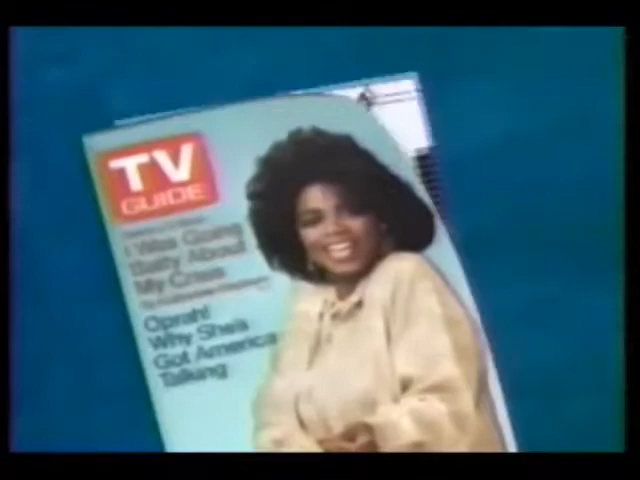 TV
GUIDE
I Was Going
Batty About
My
Oprah!
Why She's
Got America
Talking